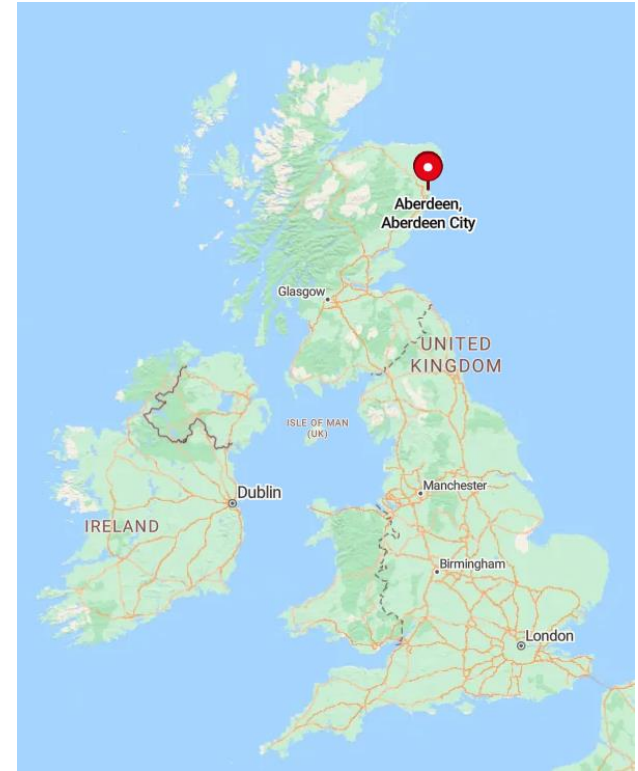 Aberdeen,
Aberdeen City
Glasgow
UNITED
KINGDOM
ISLE OF MAN
(UK)
Manchester
Dublin
IRELAND
Birmingham
London